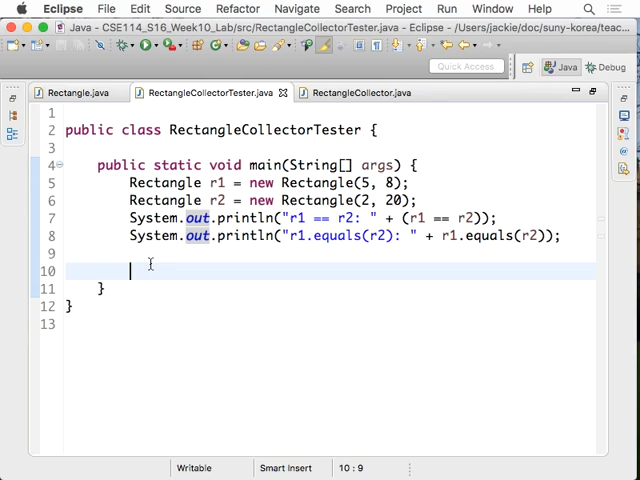 Eclipse File Edit Source Refactor Navigate Search Project Run Window Help
Java - CSE114_S16_Week10_Lab/src/RectangleCollectorTester.java - Eclipse - /Users/jackie/doc/suny-korea/teac...
Quick Access Java Debug
Rectangle.java RectangleCollectorTester.java RectangleCollector.java
1
2 public class RectangleCollectorTester {
3
4 public static void main(String[] args) {
5 Rectangle r1 = new Rectangle(5, 8);
6 Rectangle r2 = new Rectangle(2, 20);
7 System.out.println("r1 == r2: " + (r1 == r2));
8 System.out.println("r1.equals(r2): " + r1.equals(r2));
9
10
11 }
12 }
13
Writable Smart Insert 10 : 9